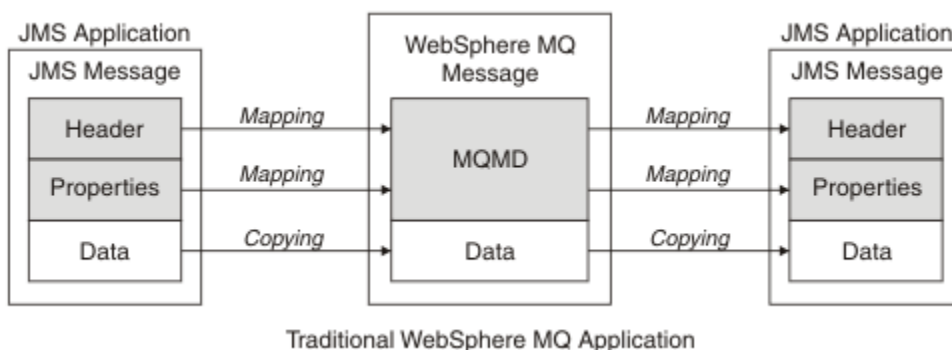 JMS Application
JMS Message
Header
Properties
Data
Mapping
Mapping
Copying
WebSphere MQ
Message
MQMD
Data
Mapping
Mapping
Copying
JMS Application
JMS Message
Header
Properties
Data
Traditional WebSphere MQ Application